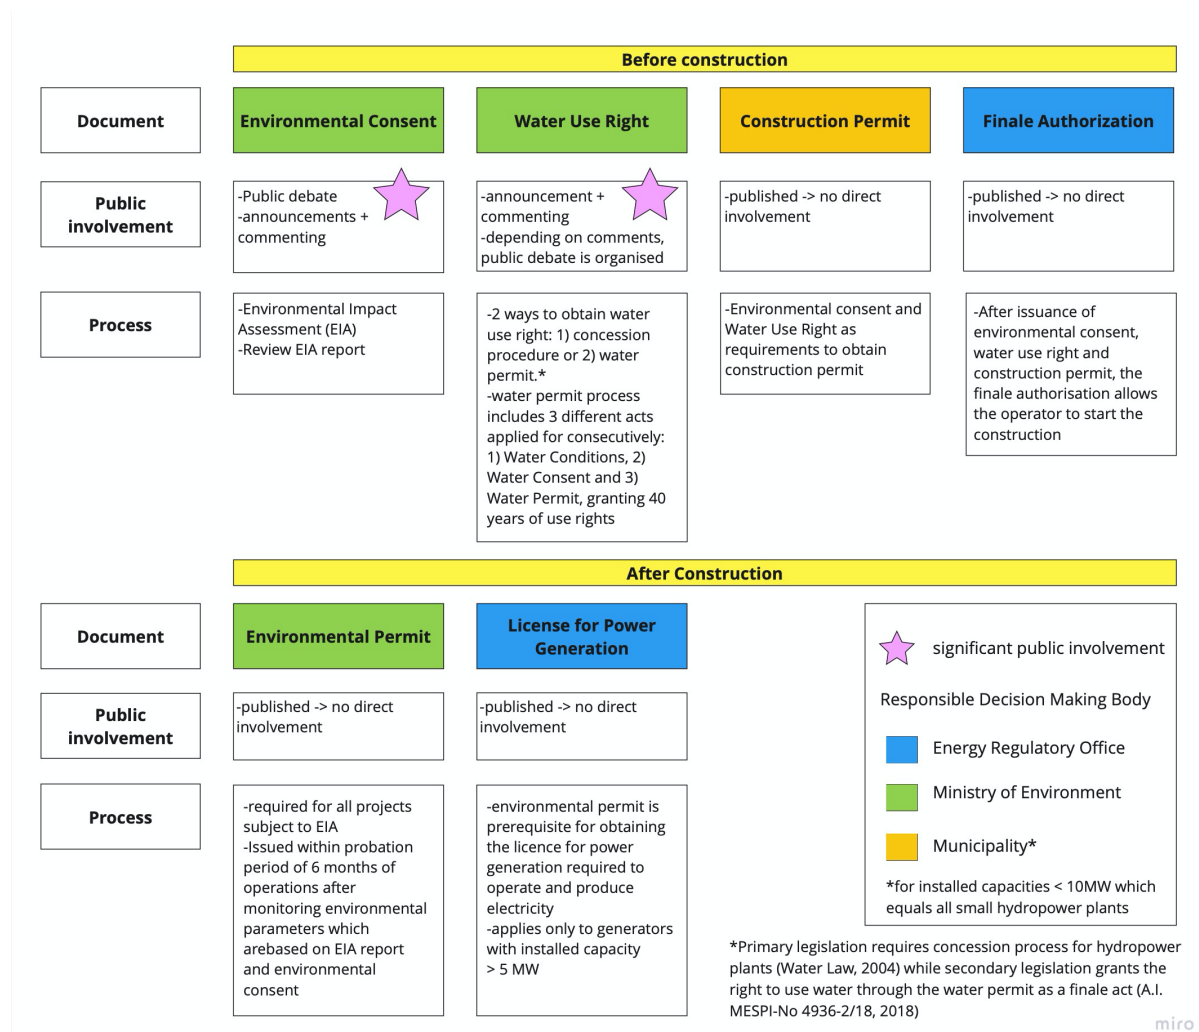 Before construction
Document
Environmental Consent
Water Use Right
Construction Permit
Finale Authorization
Public
involvement
-Public debate
-announcements +
commenting
-announcement +
commenting
-depending on comments,
public debate is organised
-published -> no direct
involvement
-published -> no direct
involvement
Process
-Environmental Impact
Assessment (EIA)
-Review EIA report
-2 ways to obtain water
use right: 1) concession
procedure or 2) water
permit.*
-water permit process
includes 3 different acts
applied for consecutively:
1) Water Conditions, 2)
Water Consent and 3)
Water Permit, granting 40
years of use rights
-Environmental consent and
Water Use Right as
requirements to obtain
construction permit
-After issuance of
environmental consent,
water use right and
construction permit, the
finale authorisation allows
the operator to start the
construction
After Construction
Document
Environmental Permit
License for Power
Generation
Public
involvement
-published -> no direct
involvement
-published -> no direct
involvement
Process
-required for all projects
subject to EIA
-Issued within probation
period of 6 months of
operations after
monitoring environmental
parameters which
arebased on EIA report
and environmental
consent
-environmental permit is
prerequisite for obtaining
the licence for power
generation required to
operate and produce
electricity
-applies only to generators
with installed capacity
> 5 MW
significant public involvement
Responsible Decision Making Body
Energy Regulatory Office
Ministry of Environment
Municipality*
*for installed capacities < 10MW which
equals all small hydropower plants
*Primary legislation requires concession process for hydropower
plants (Water Law, 2004) while secondary legislation grants the
right to use water through the water permit as a finale act (A.I.
MESPI-No 4936-2/18, 2018)
miro